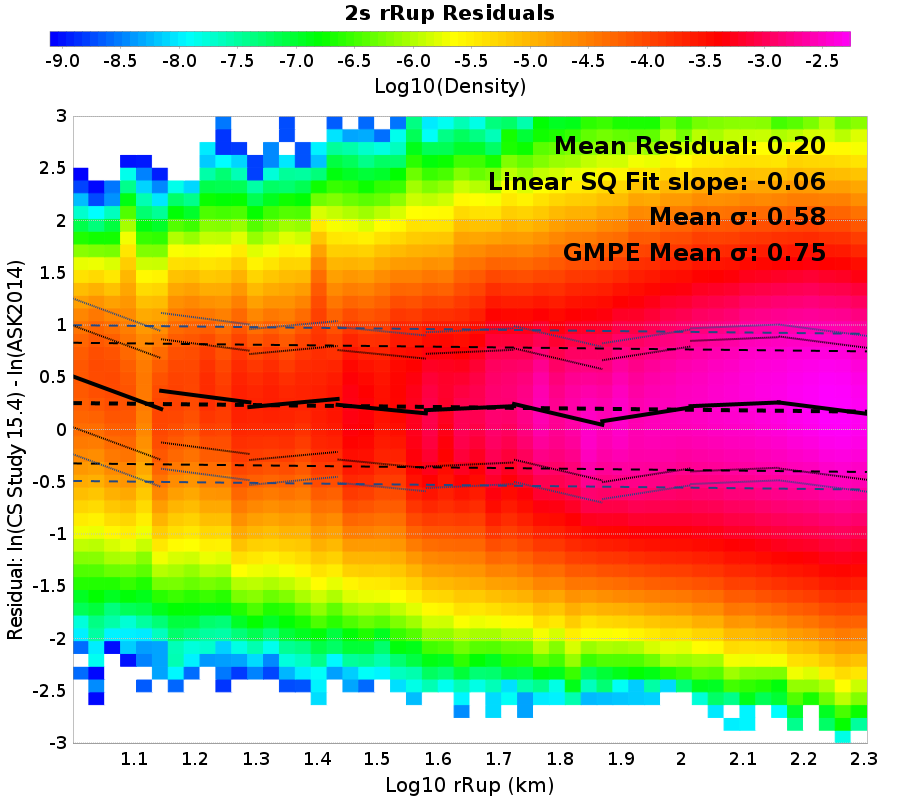 2s rRup Residuals
-9.0 -8.5 -8.0 -7.5 -7.0 -6.5 -6.0 -5.5 -5.0 -4.5 -4.0 -3.5 -3.0 -2.5
Log10(Density)
Mean Residual: 0.20
Linear SQ Fit slope: -0.06
Mean σ: 0.58
GMPE Mean σ: 0.75
Residual: ln(CS Study 15.4) - ln(ASK2014)
3
2.5
2
1.5
1
0.5
0
-0.5
-1
-1.5
-2
-2.5
-3
1.1 1.2 1.3 1.4 1.5 1.6 1.7 1.8 1.9 2 2.1 2.2 2.3
Log10 rRup (km)